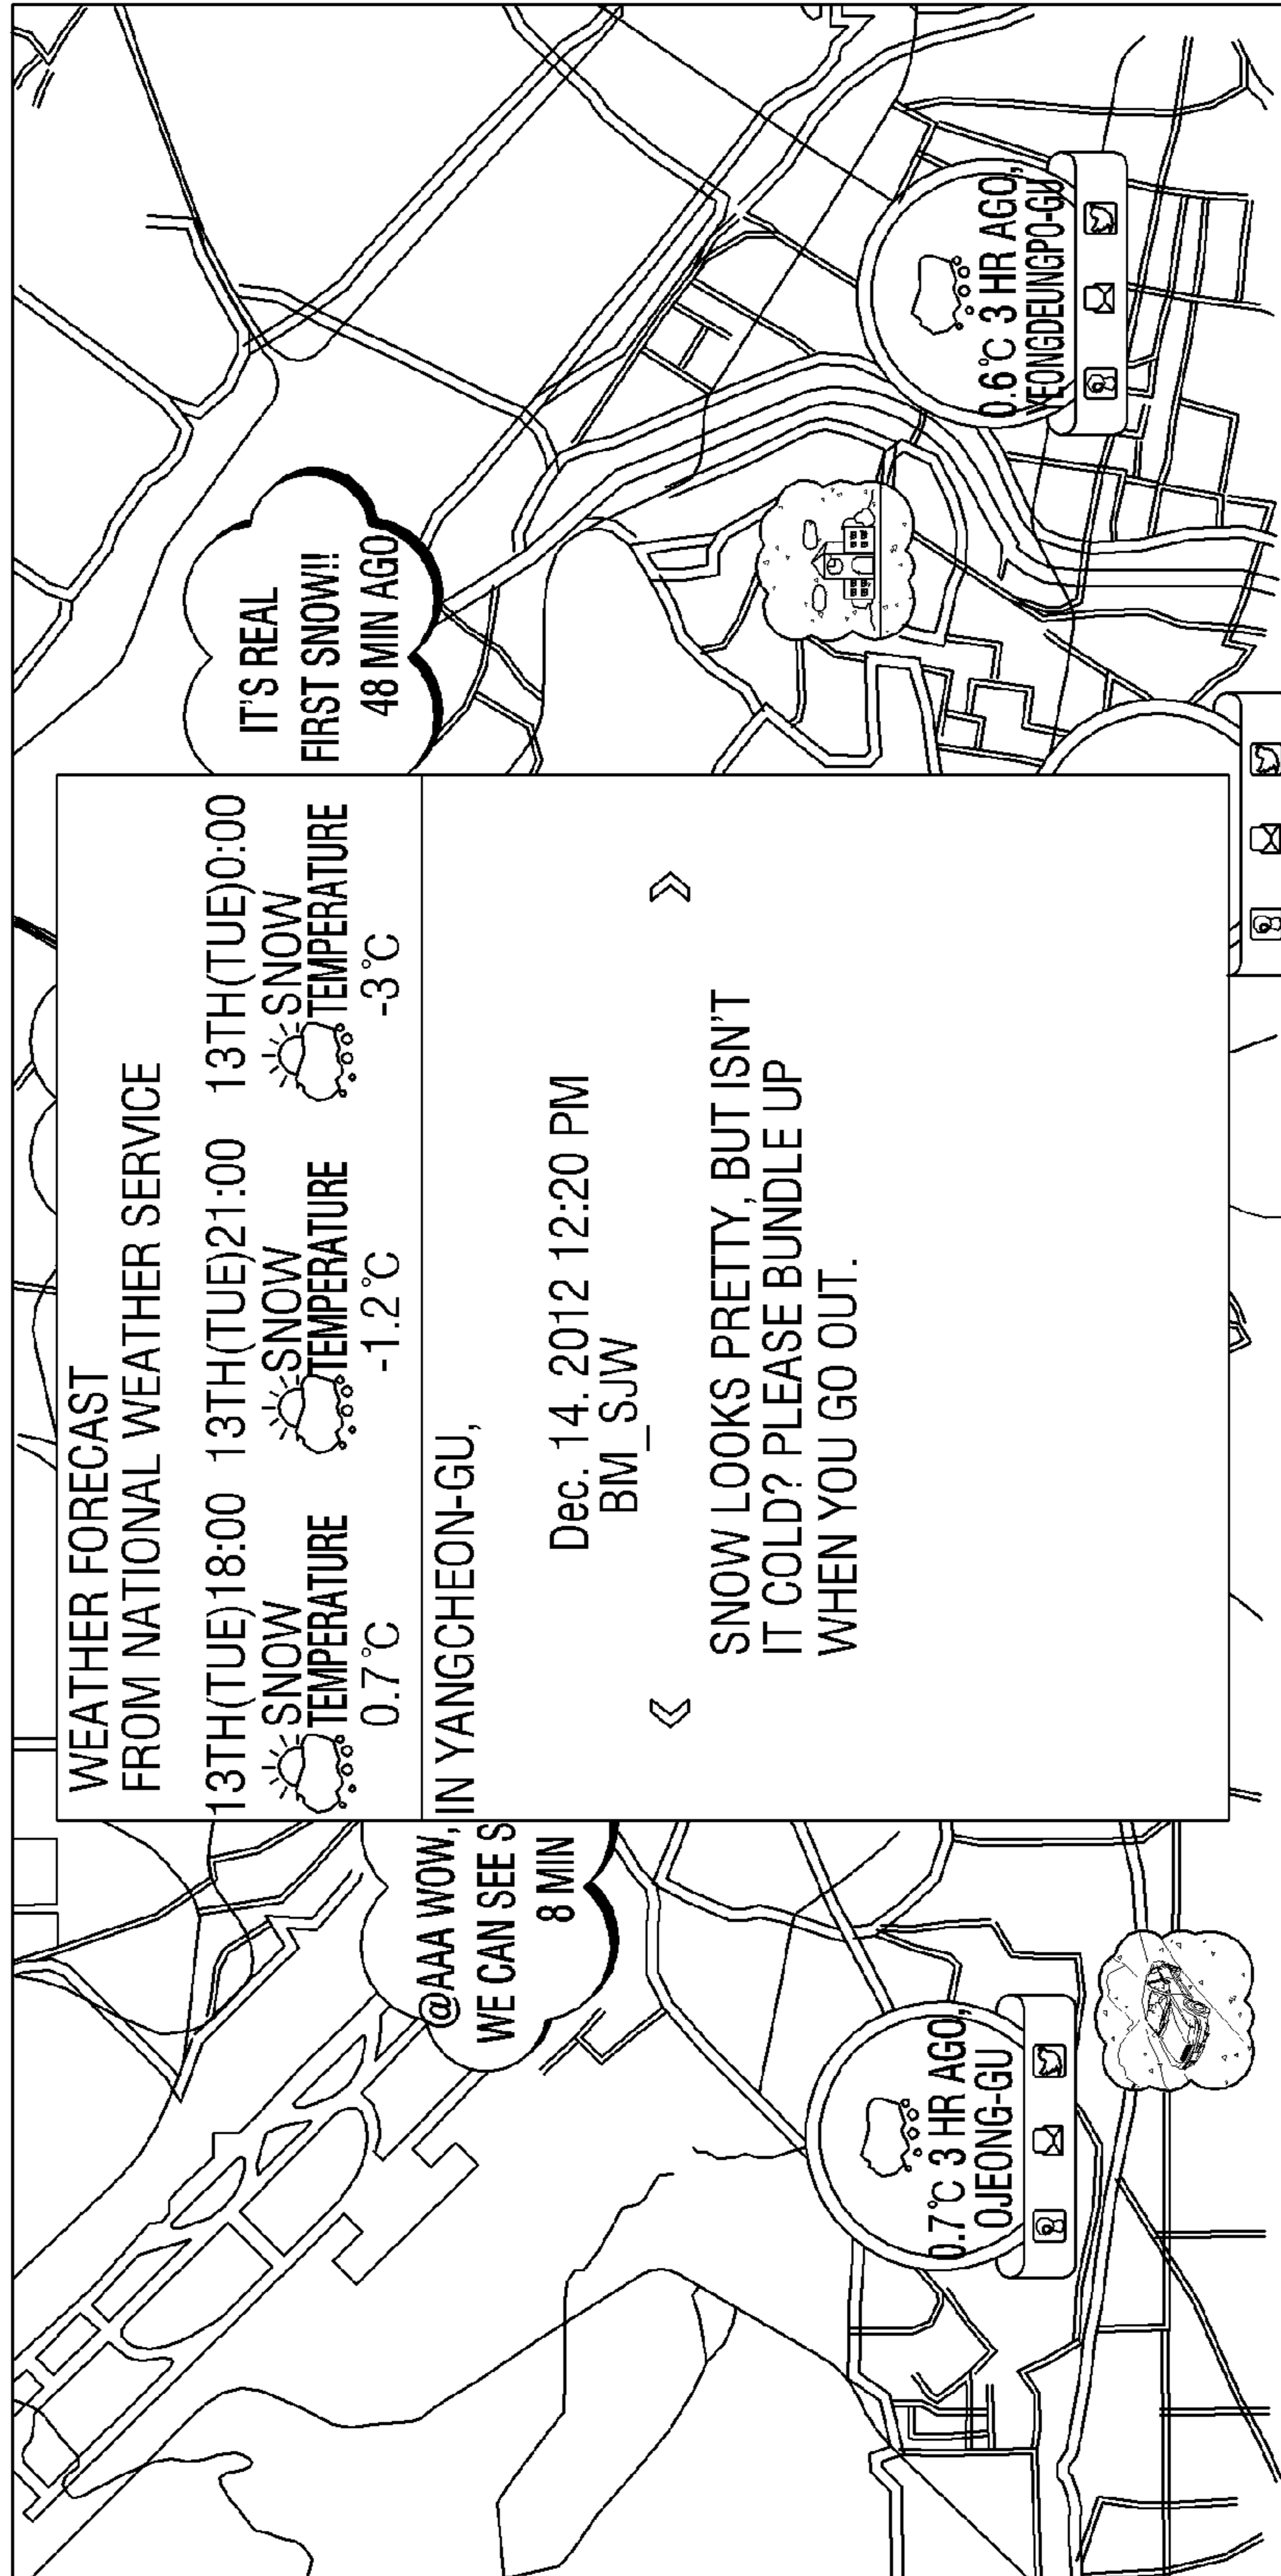 WEATHER FORECAST
FROM NATIONAL WEATHER SERVICE
13TH(TUE)18:00 13TH(TUE)21:00 13TH(TUE)0:00
SNOW SNOW SNOW
TEMPERATURE TEMPERATURE TEMPERATURE
0.7°C -1.2°C -3°C
IN YANGCHEON-GU,
Dec. 14. 2012 12:20 PM
BM_SJW
SNOW LOOKS PRETTY, BUT ISN'T
IT COLD? PLEASE BUNDLE UP
WHEN YOU GO OUT.
@AAA WOW,
WE CAN SEE S
8 MIN
IT'S REAL
FIRST SNOW!!
48 MIN AGO
0.7°C 3 HR AGO,
OJEONG-GU
0.6°C 3 HR AGO,
YEONGDEUNGPO-GU